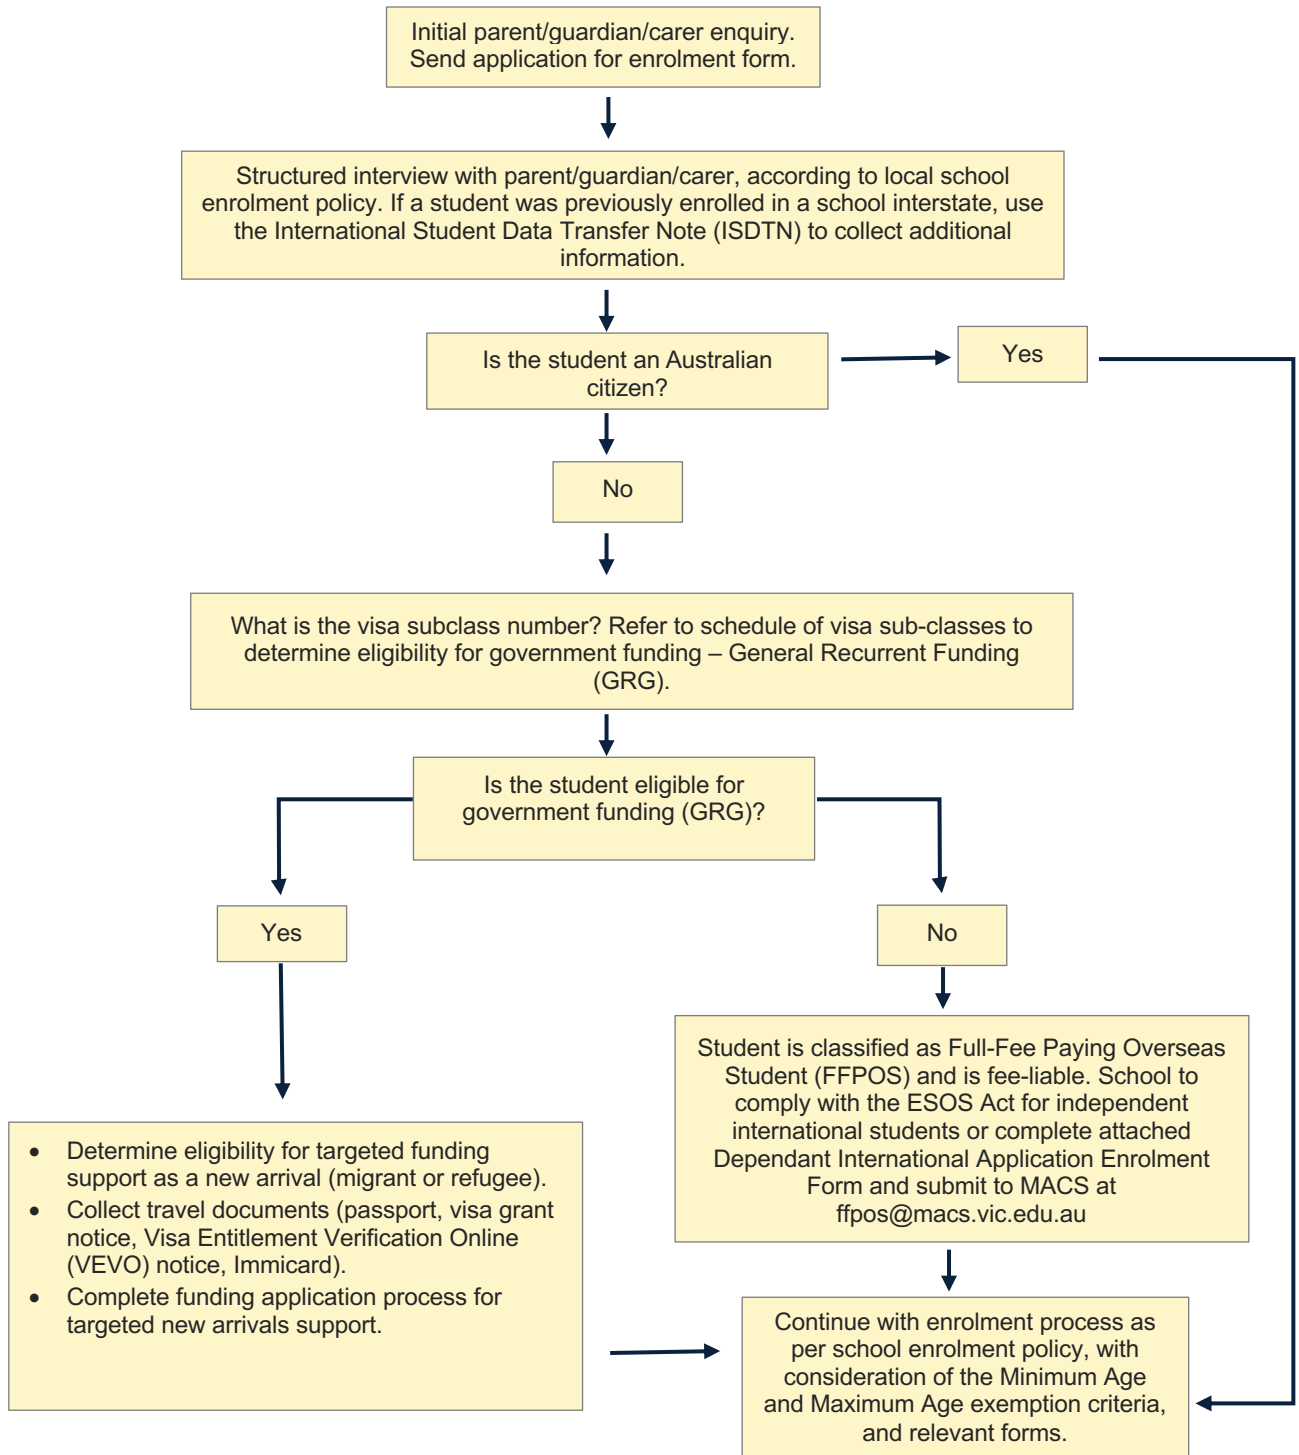 Initial parent/guardian/carer enquiry.
Send application for enrolment form.
Structured interview with parent/guardian/carer, according to local school
enrolment policy. If a student was previously enrolled in a school interstate, use
the International Student Data Transfer Note (ISDTN) to collect additional
information.
Is the student an Australian
citizen?
Yes
No
What is the visa subclass number? Refer to schedule of visa sub-classes to
determine eligibility for government funding – General Recurrent Funding
(GRG).
Is the student eligible for
government funding (GRG)?
Yes
No
Student is classified as Full-Fee Paying Overseas
Student (FFPOS) and is fee-liable. School to
comply with the ESOS Act for independent
international students or complete attached
Dependant International Application Enrolment
Form and submit to MACS at
ffpos@macs.vic.edu.au
• Determine eligibility for targeted funding
support as a new arrival (migrant or refugee).
• Collect travel documents (passport, visa grant
notice, Visa Entitlement Verification Online
(VEVO) notice, Immicard).
• Complete funding application process for
targeted new arrivals support.
Continue with enrolment process as
per school enrolment policy, with
consideration of the Minimum Age
and Maximum Age exemption criteria,
and relevant forms.